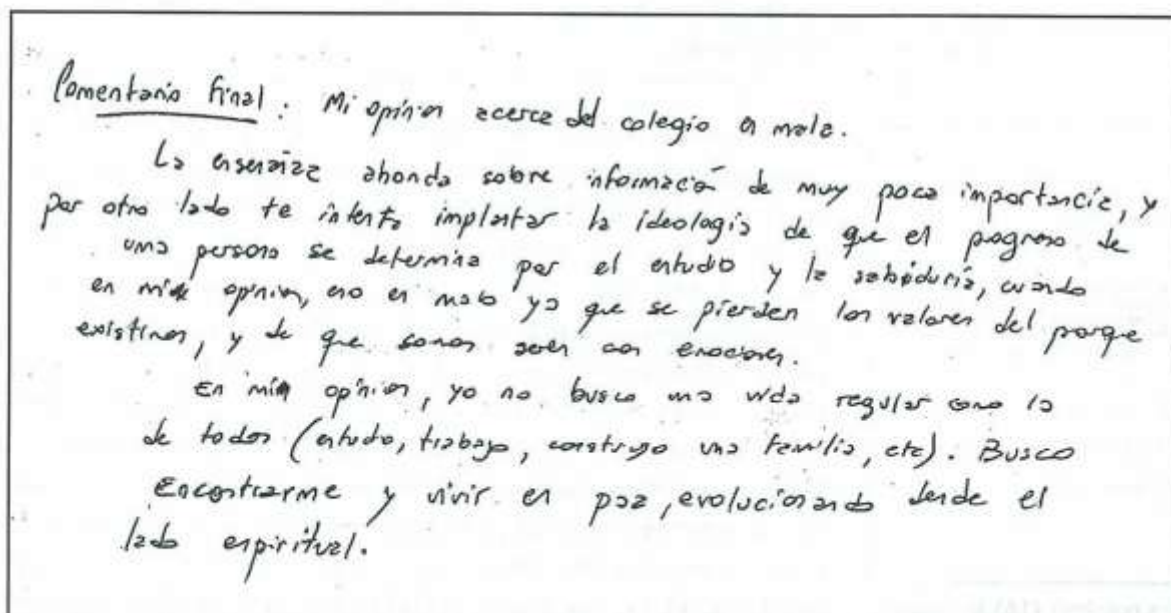 Comentario final. Mi opinion acerca del colegio es mala.
La enseñanza ahonda sobre información de muy poca importancia, y
por otro lado te intenta implantar la ideologia de que el progreso de
una persona se determina por el estudio y la sabiduría, cuando
en mi opinion, eso es malo ya que se pierden los valores del porque
existimos, y de que somos seres con emociones.
En mi opinion, yo no busco una vida regular como la
de todos (estudio, trabajo, construyo una familia, etc). Busco
Encontrarme y vivir en paz, evolucionando desde el
lado espiritual.